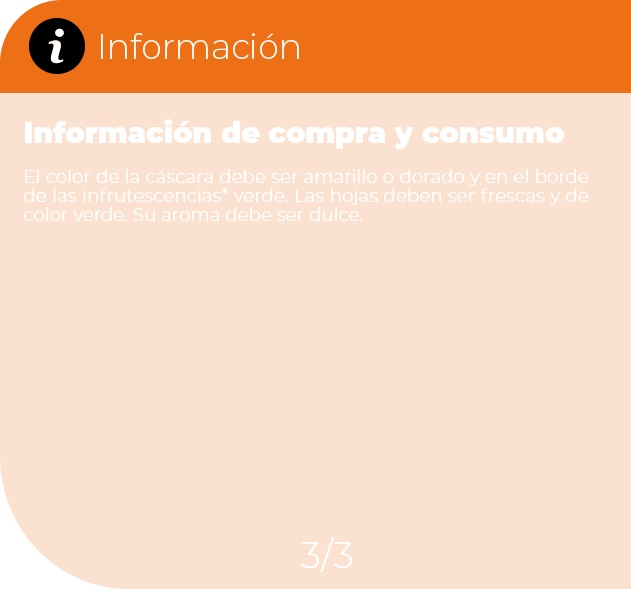 i Información
Información de compra y consumo
El color de la cáscara debe ser amarillo o dorado y en el borde
de las infrutescencias* verde. Las hojas deben ser frescas y de
color verde. Su aroma debe ser dulce.
3/3